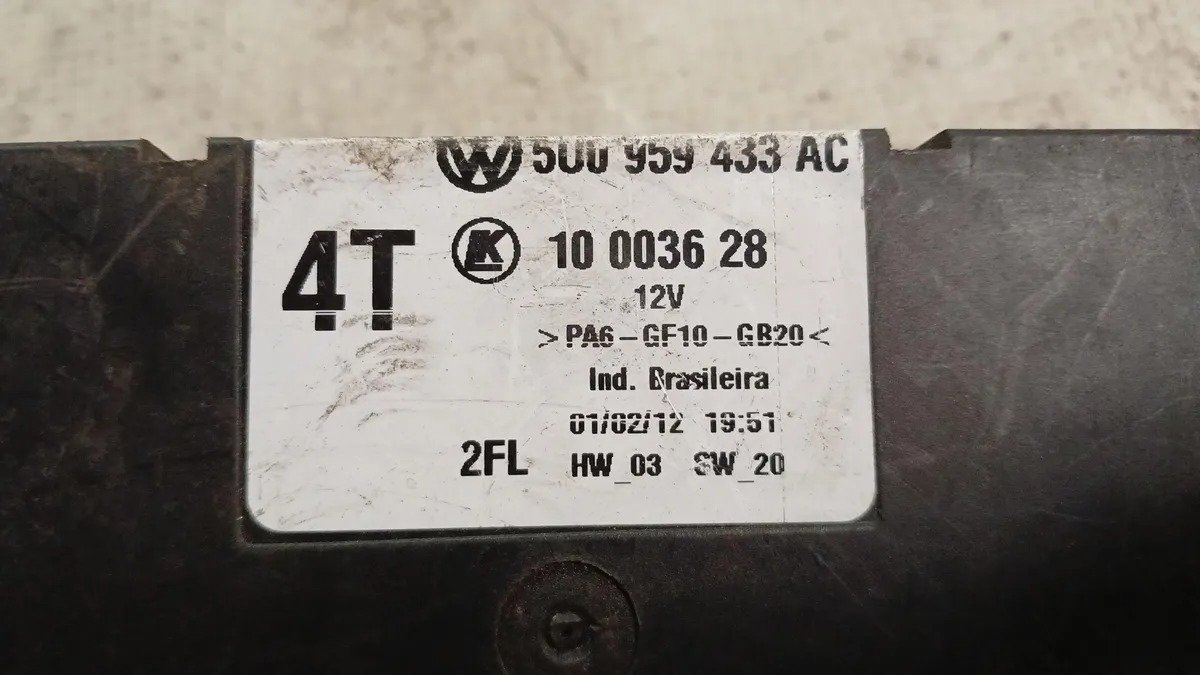 5U0 959 433 AC
4T
10 0036 28
12V
>PA6-GF10-GB20<
Ind. Brasileira
01/02/12 19:51
2FL HW_03 SW_20